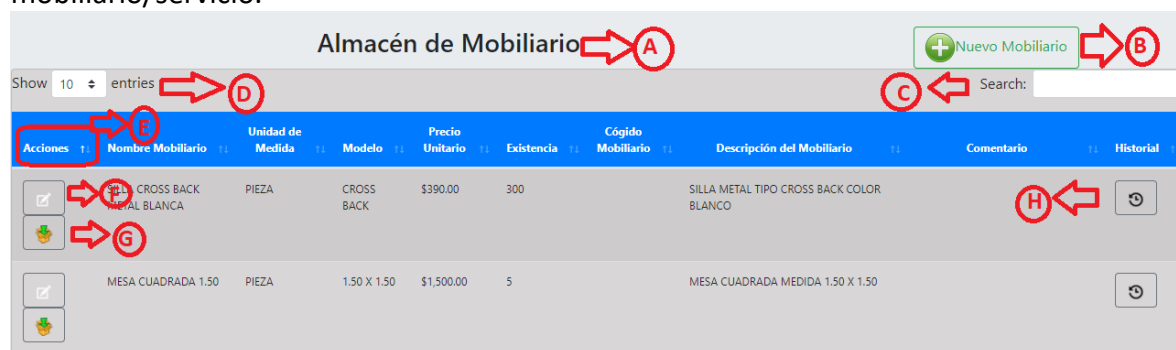 mobiliario/servicio.
Almacén de Mobiliario A
Nuevo Mobiliario B
Show 10 entries D
C Search:
E
Acciones Nombre Mobiliario Unidad de Medida Modelo Precio Unitario Existencia Cógido Mobiliario Descripción del Mobiliario Comentario Historial
F SILLA CROSS BACK METAL BLANCA PIEZA CROSS BACK $390.00 300 SILLA METAL TIPO CROSS BACK COLOR BLANCO H
G
MESA CUADRADA 1.50 PIEZA 1.50 X 1.50 $1,500.00 5 MESA CUADRADA MEDIDA 1.50 X 1.50